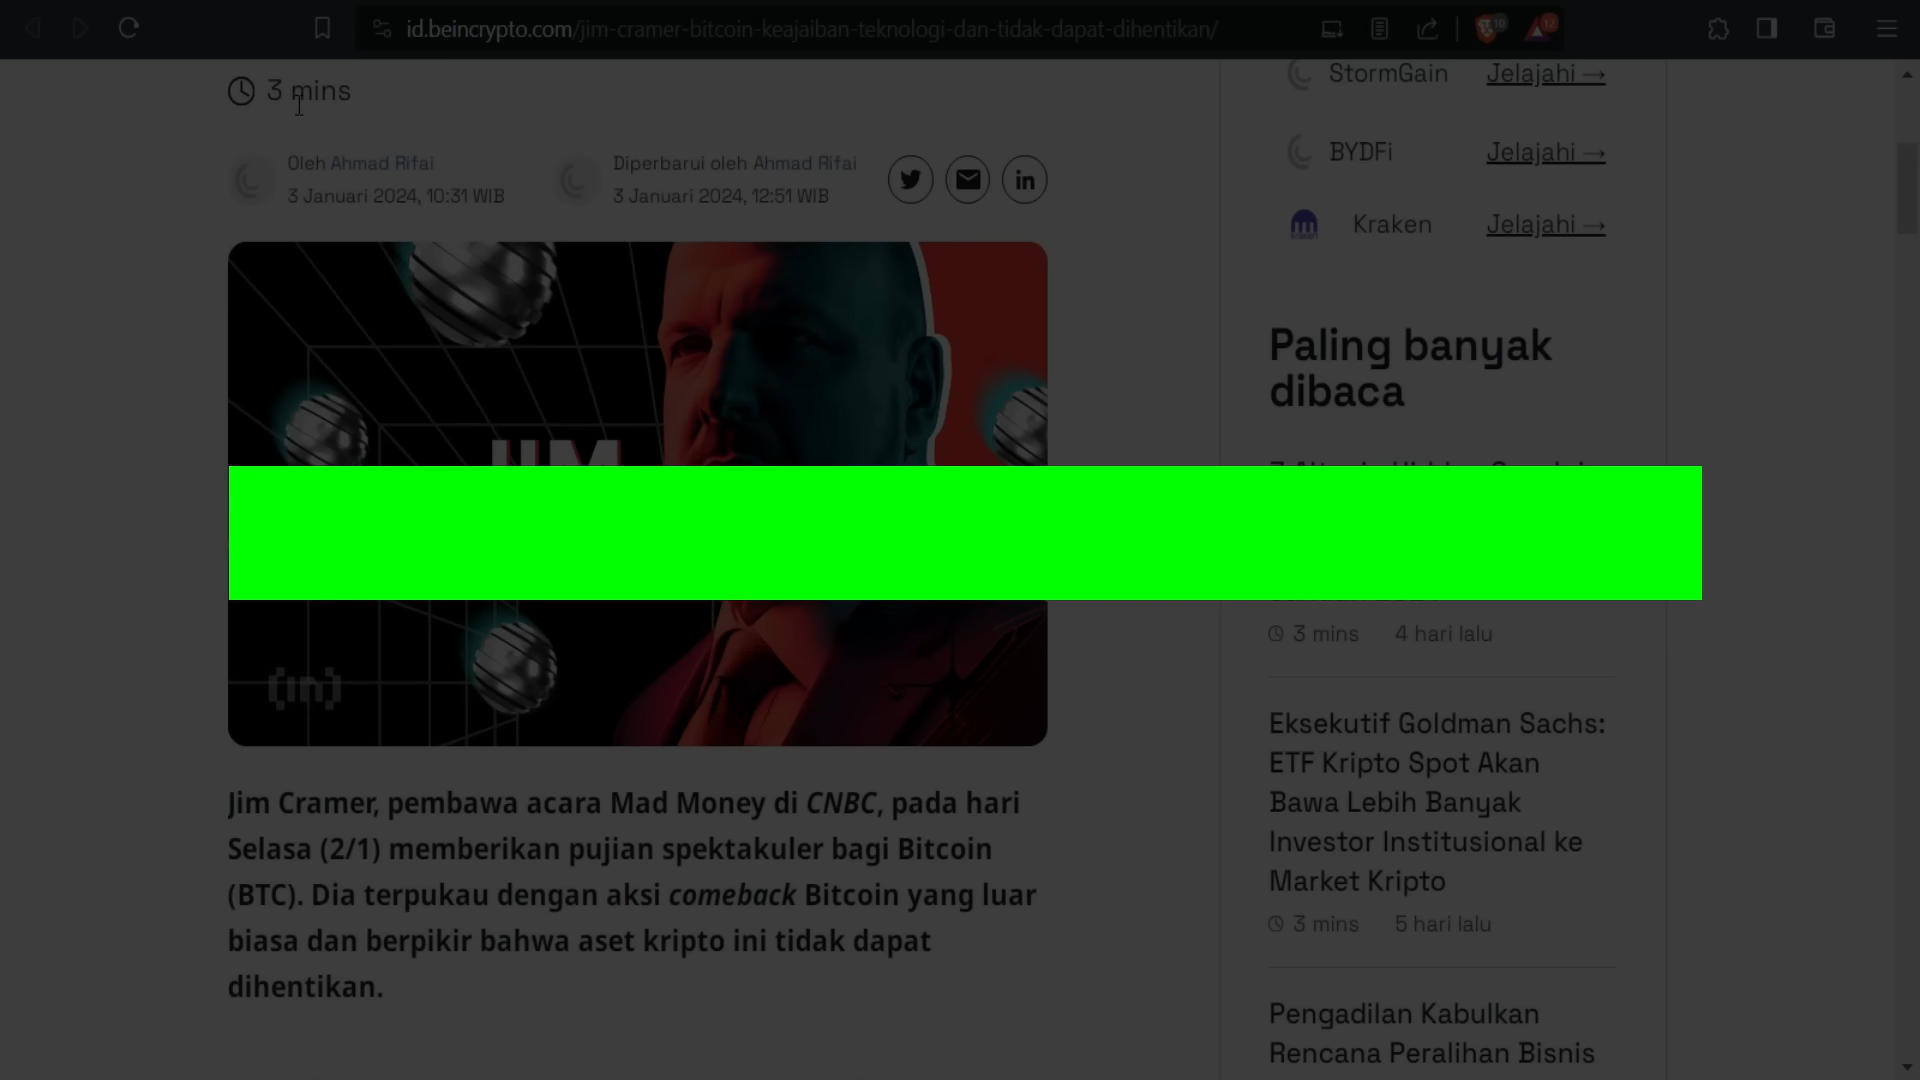 id.beincrypto.com/jim-cramer-bitcoin-keajaiban-teknologi-dan-tidak-dapat-dihentikan/
10
12
3 mins
Oleh Ahmad Rifai
3 Januari 2024, 10:31 WIB
Diperbarui oleh Ahmad Rifai
3 Januari 2024, 12:51 WIB
in
JIM
{in}
Jim Cramer, pembawa acara Mad Money di CNBC, pada hari
Selasa (2/1) memberikan pujian spektakuler bagi Bitcoin
(BTC). Dia terpukau dengan aksi comeback Bitcoin yang luar
biasa dan berpikir bahwa aset kripto ini tidak dapat
dihentikan.
StormGain Jelajahi →
BYDFi Jelajahi →
Kraken Jelajahi →
Paling banyak
dibaca
3 mins 4 hari lalu
Eksekutif Goldman Sachs:
ETF Kripto Spot Akan
Bawa Lebih Banyak
Investor Institusional ke
Market Kripto
3 mins 5 hari lalu
Pengadilan Kabulkan
Rencana Peralihan Bisnis